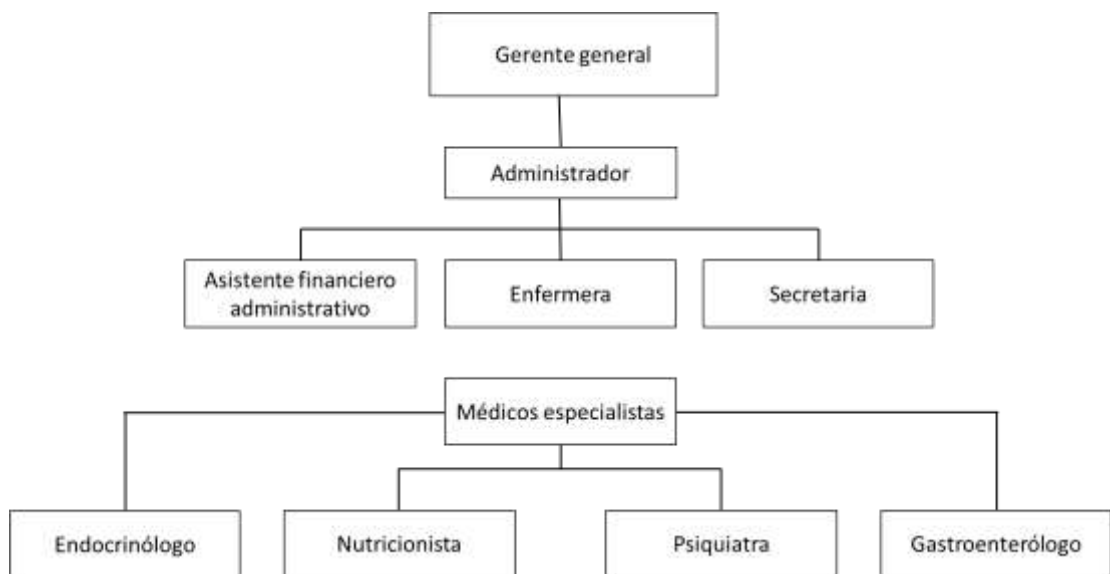 Gerente general
Administrador
Asistente financiero
administrativo
Enfermera
Secretaria
Médicos especialistas
Endocrinólogo
Nutricionista
Psiquiatra
Gastroenterólogo